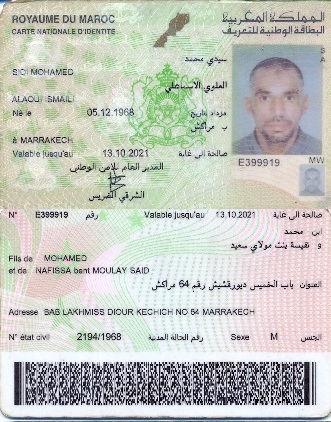 ROYAUME DU MAROC
المملكة المغربية
CARTE NATIONALE D'IDENTITE
البطاقة الوطنية للتعريف
سيدي محمد
SIDI MOHAMED
العلوي الاسماعلي
ALAOUI ISMAILI
Né le 05.12.1968 مزداد بتاريخ
ب مراكش
à MARRAKECH
Valable jusqu'au 13.10.2021 صالحة الى غاية
E399919
MW
المدير العام للامن الوطني
الشرقي الضريس
N° E399919 رقم Valable jusqu'au 13.10.2021 صالحة الى غاية
ابن محمد
و نفيسة بنت مولاي سعيد
Fils de MOHAMED
et de NAFISSA bent MOULAY SAID
العنوان باب الخميس ديورقشيش رقم 64 مراكش
Adresse BAB LAKHMISS DIOUR KECHICH NO 64 MARRAKECH
N° état civil 2194/1968 رقم الحالة المدنية Sexe M الجنس